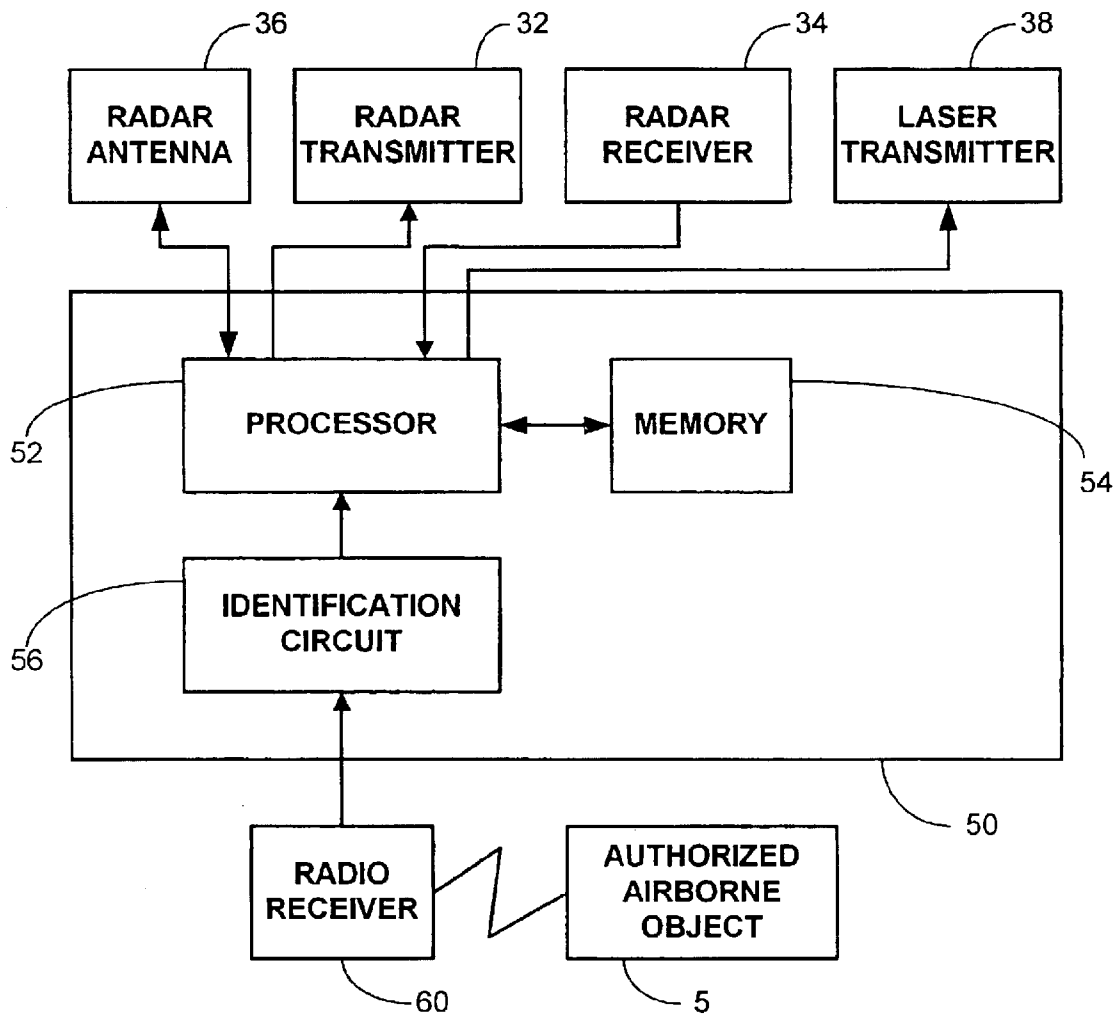 36
32
34
38
RADAR
ANTENNA
RADAR
TRANSMITTER
RADAR
RECEIVER
LASER
TRANSMITTER
52
PROCESSOR
MEMORY
54
56
IDENTIFICATION
CIRCUIT
50
RADIO
RECEIVER
AUTHORIZED
AIRBORNE
OBJECT
60
5